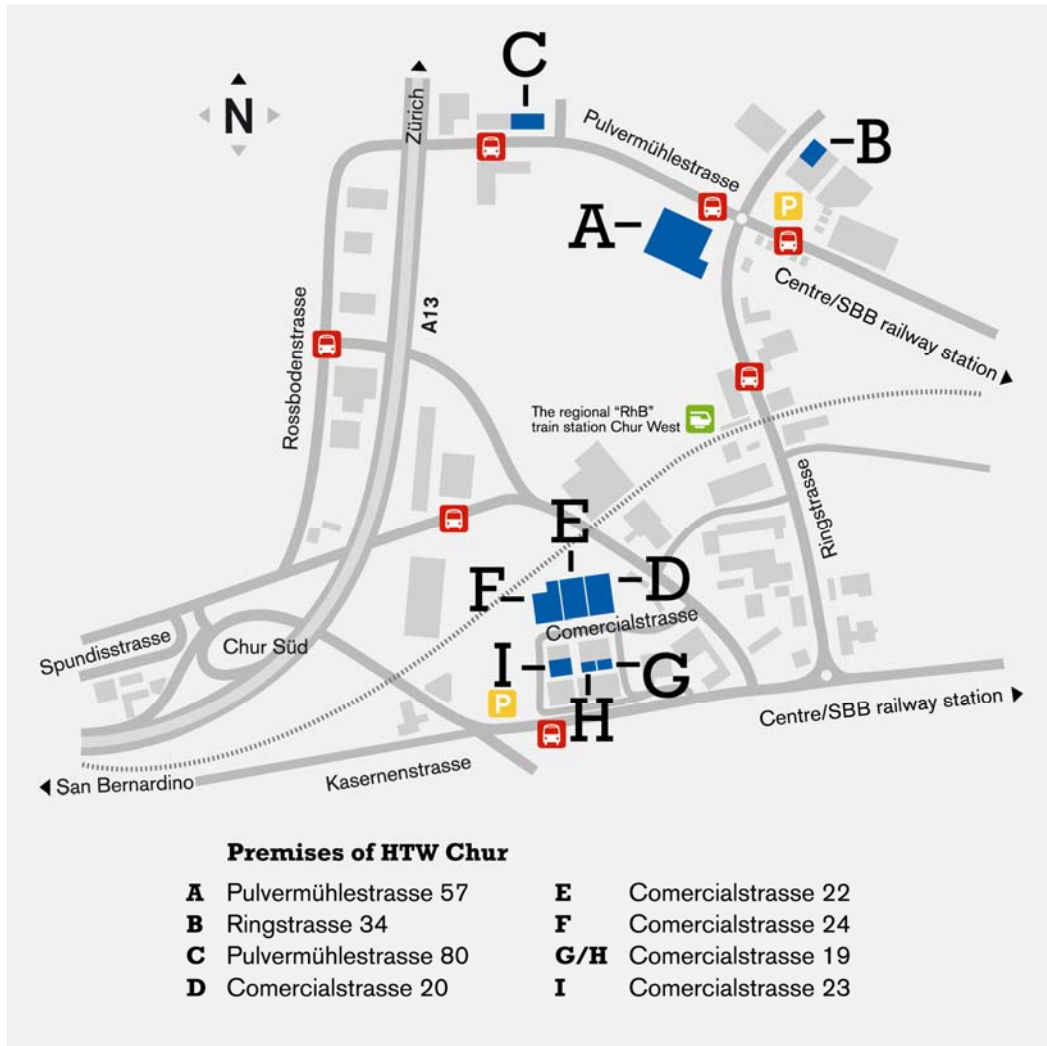 C
Zürich
N
Pulvermühlestrasse
B
P
A
Centre/SBB railway station
A13
Rossbodenstrasse
The regional "RhB"
train station Chur West
Ringstrasse
E
D
F
Comercialstrasse
Spundisstrasse
Chur Süd
I
G
P
H
Centre/SBB railway station
San Bernardino
Kasernenstrasse
Premises of HTW Chur
A Pulvermühlestrasse 57
B Ringstrasse 34
C Pulvermühlestrasse 80
D Comercialstrasse 20
E Comercialstrasse 22
F Comercialstrasse 24
G/H Comercialstrasse 19
I Comercialstrasse 23